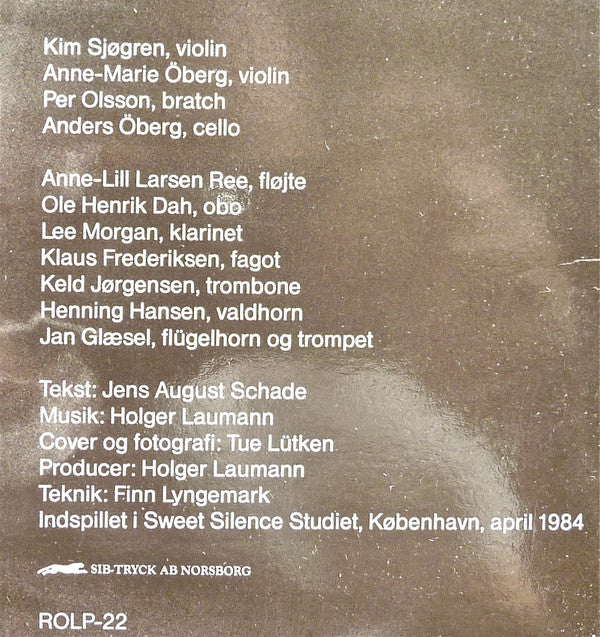 Kim Sjøgren, violin
Anne-Marie Öberg, violin
Per Olsson, bratch
Anders Öberg, cello
Anne-Lill Larsen Ree, fløjte
Ole Henrik Dah, obo
Lee Morgan, klarinet
Klaus Frederiksen, fagot
Keld Jørgensen, trombone
Henning Hansen, valdhorn
Jan Glæsel, flügelhorn og trompet
Tekst: Jens August Schade
Musik: Holger Laumann
Cover og fotografi: Tue Lütken
Producer: Holger Laumann
Teknik: Finn Lyngemark
Indspillet i Sweet Silence Studiet, København, april 1984
SIB-TRYCK AB NORSBORG
ROLP-22